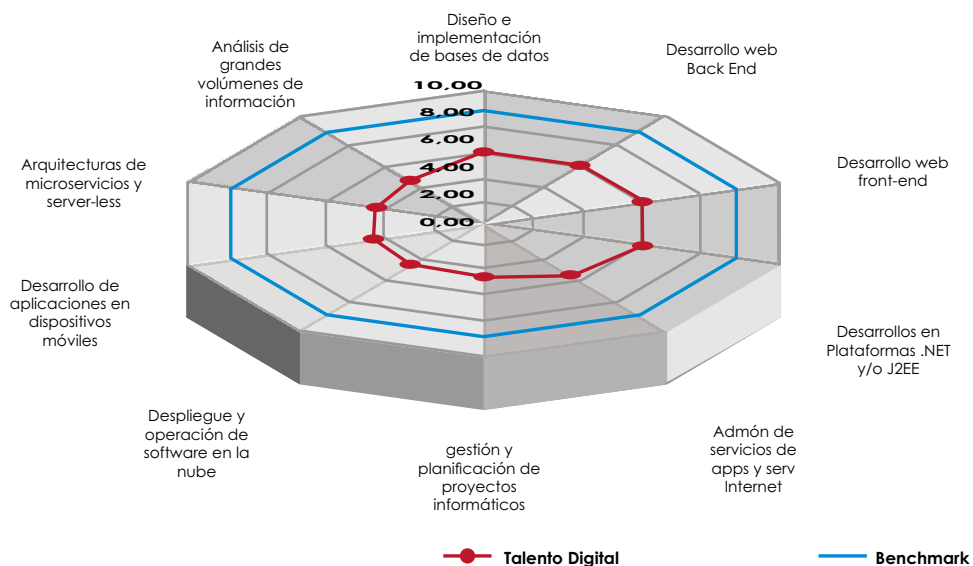 Diseño e
implementación
de bases de datos
Desarrollo web
Back End
Desarrollo web
front-end
Desarrollos en
Plataformas .NET
y/o J2EE
Admón de
servicios de
apps y serv
Internet
gestión y
planificación de
proyectos
informáticos
Despliegue y
operación de
software en la
nube
Desarrollo de
aplicaciones en
dispositivos
móviles
Arquitecturas de
microservicios y
server-less
Análisis de
grandes
volúmenes de
información
10,00
8,00
6,00
4,00
2,00
0,00
Talento Digital
Benchmark